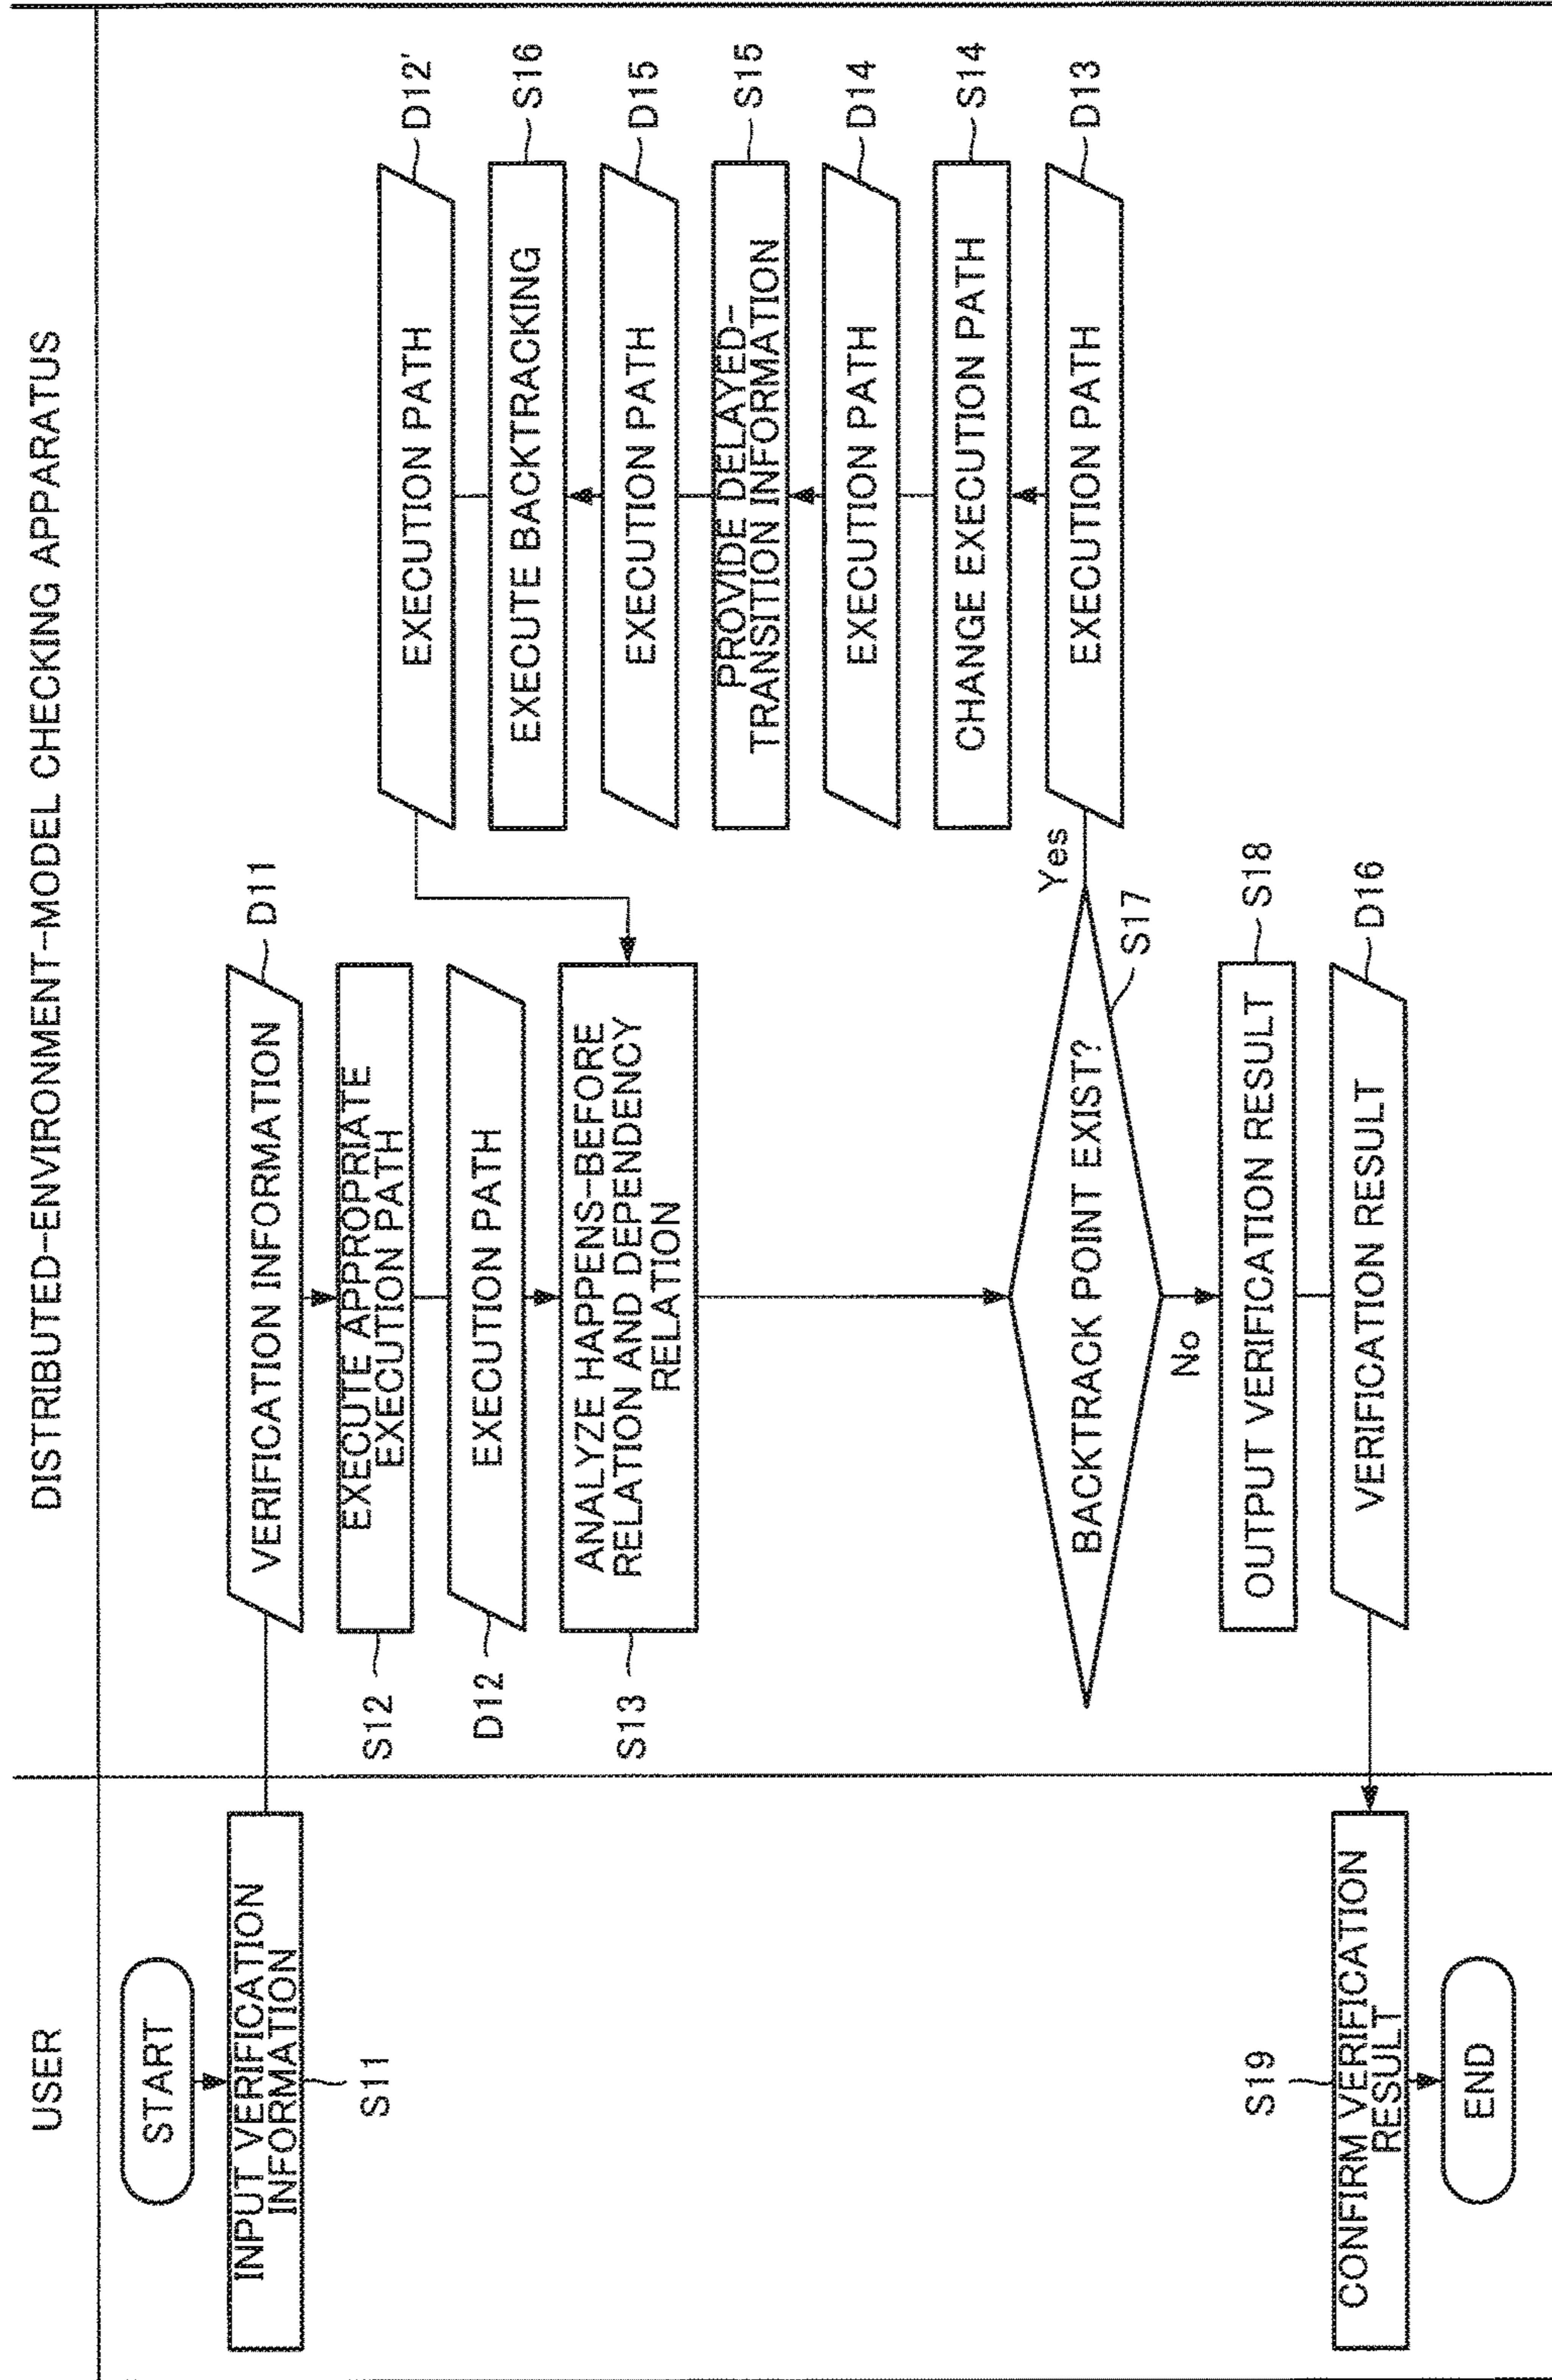 USER
DISTRIBUTED-ENVIRONMENT-MODEL CHECKING APPARATUS
START
INPUT VERIFICATION
INFORMATION
S11
VERIFICATION INFORMATION
D11
EXECUTE APPROPRIATE
EXECUTION PATH
S12
EXECUTION PATH
D12
ANALYZE HAPPENS-BEFORE
RELATION AND DEPENDENCY
RELATION
S13
BACKTRACK POINT EXIST?
S17
Yes
No
EXECUTION PATH
D13
CHANGE EXECUTION PATH
S14
EXECUTION PATH
D14
PROVIDE DELAYED-
TRANSITION INFORMATION
S15
EXECUTION PATH
D15
EXECUTE BACKTRACKING
S16
EXECUTION PATH
D12'
OUTPUT VERIFICATION RESULT
S18
VERIFICATION RESULT
D16
CONFIRM VERIFICATION
RESULT
S19
END